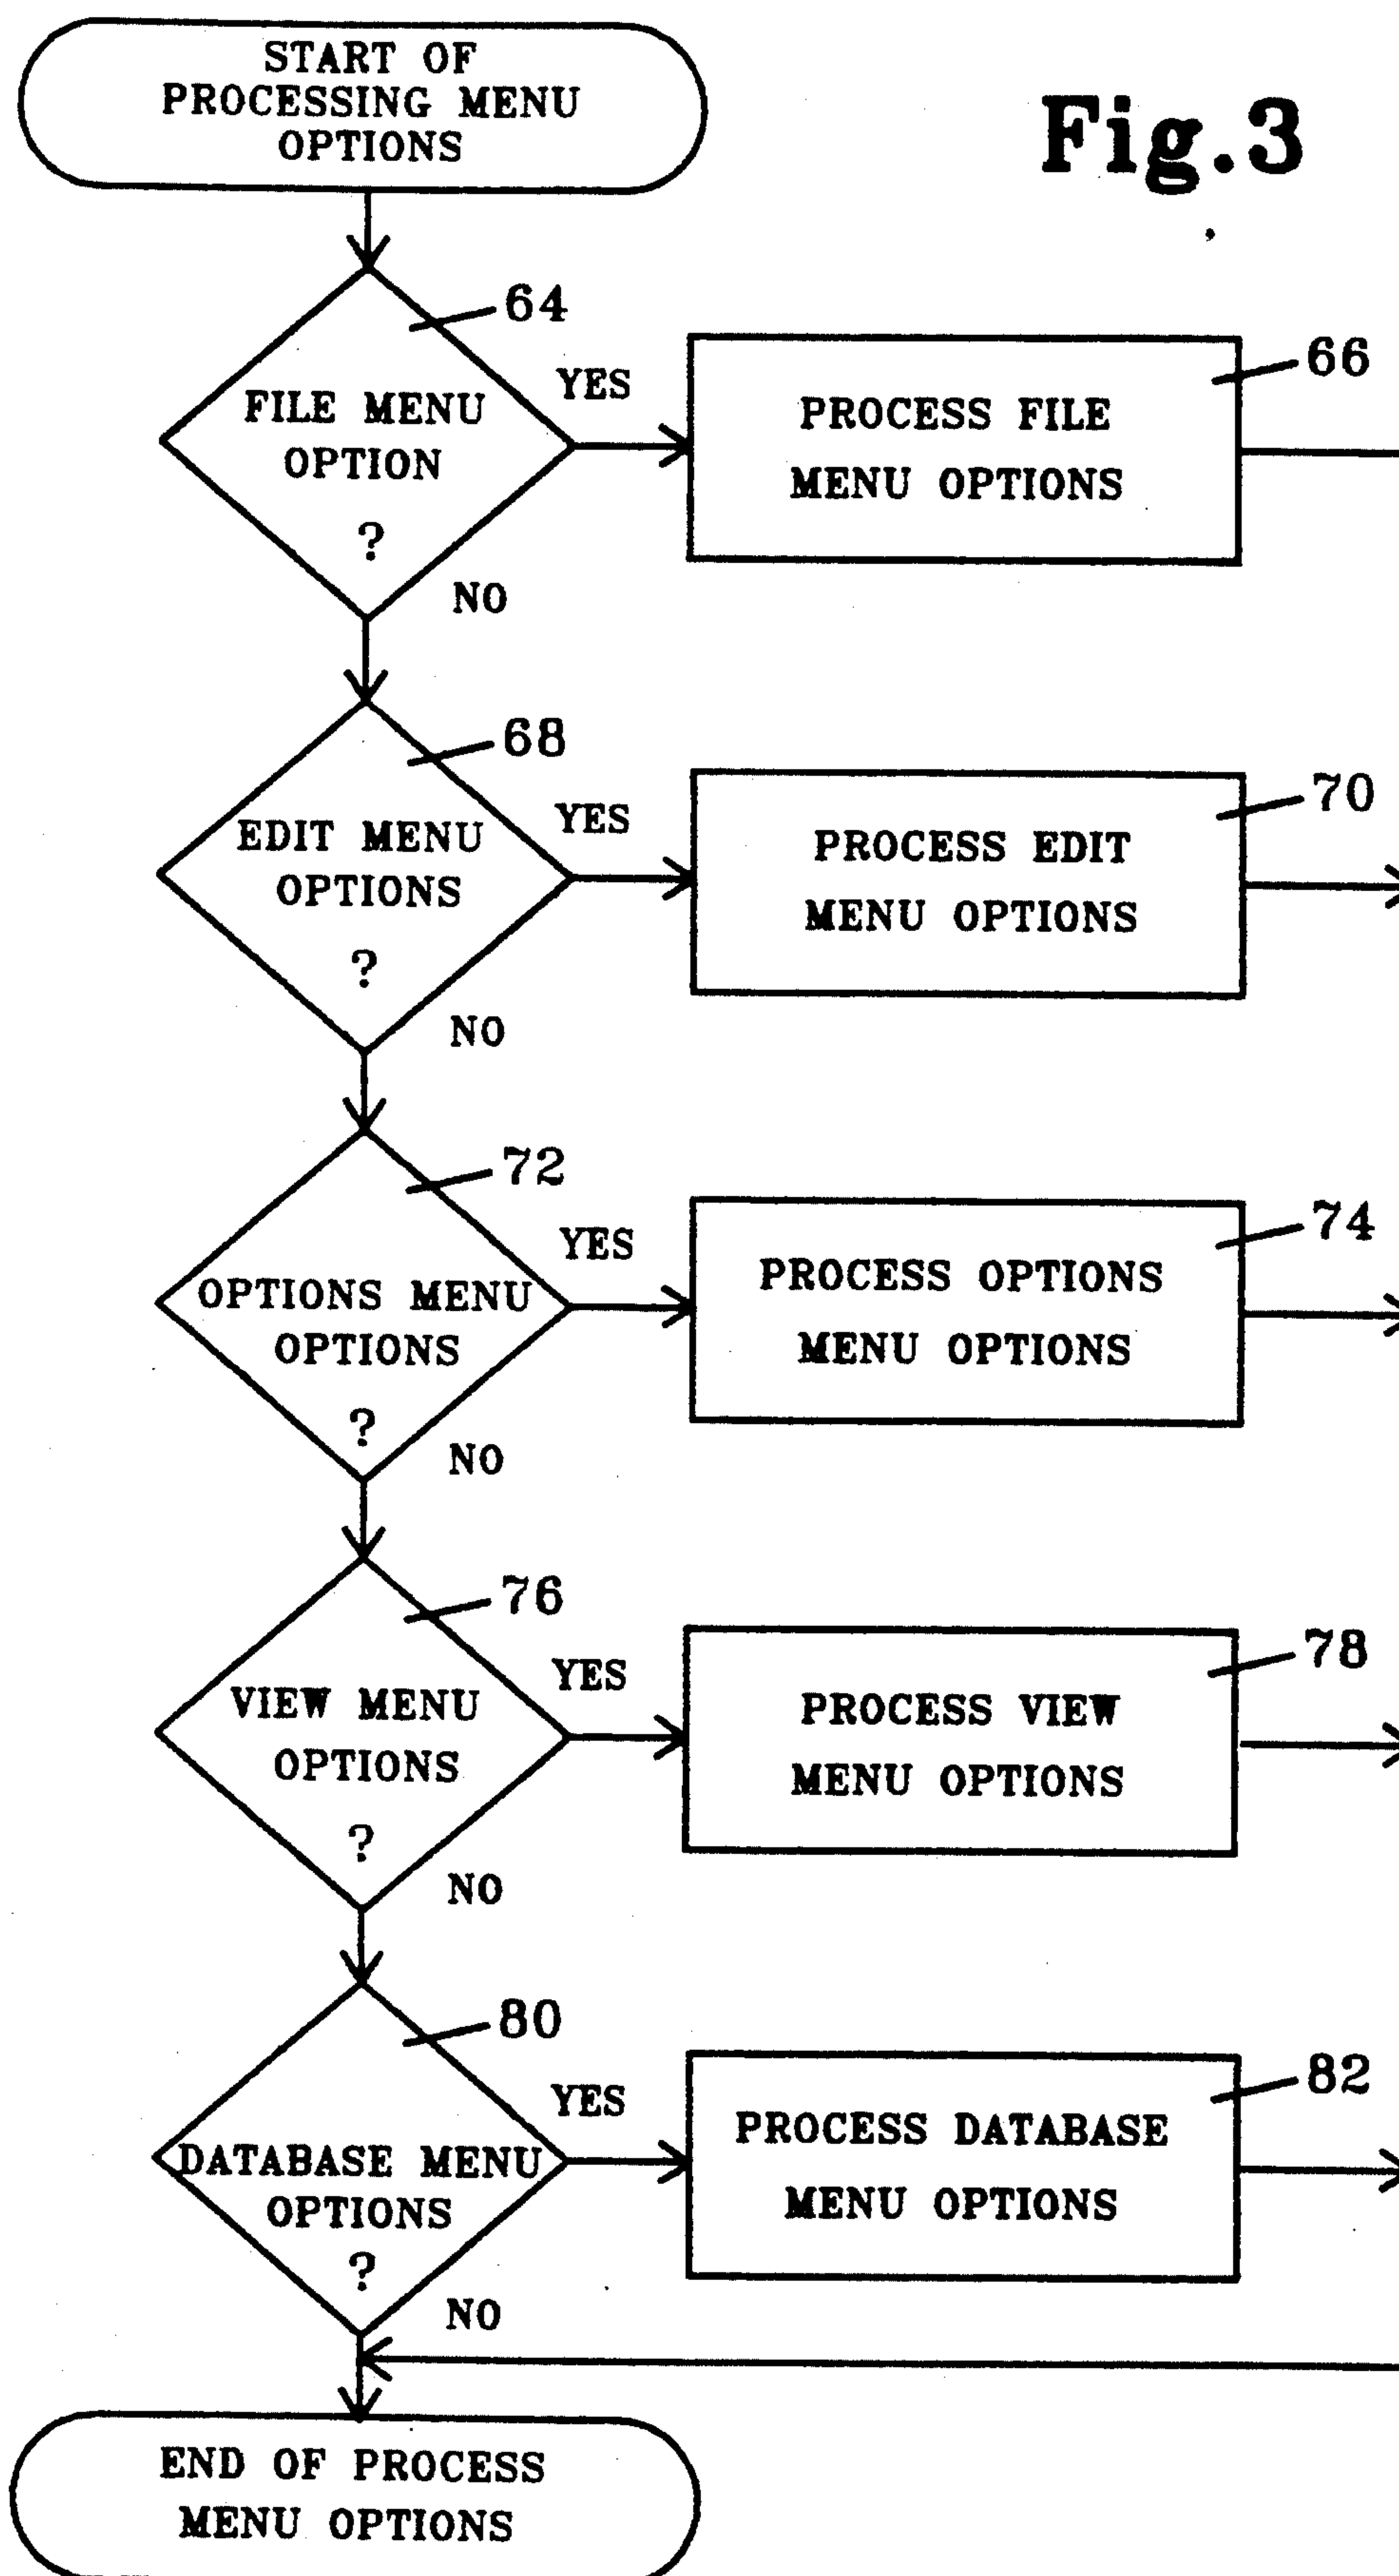 START OF
PROCESSING MENU
OPTIONS
Fig.3
64
FILE MENU
OPTION
?
YES
NO
66
PROCESS FILE
MENU OPTIONS
68
EDIT MENU
OPTIONS
?
YES
NO
70
PROCESS EDIT
MENU OPTIONS
72
OPTIONS MENU
OPTIONS
?
YES
NO
74
PROCESS OPTIONS
MENU OPTIONS
76
VIEW MENU
OPTIONS
?
YES
NO
78
PROCESS VIEW
MENU OPTIONS
80
DATABASE MENU
OPTIONS
?
YES
NO
82
PROCESS DATABASE
MENU OPTIONS
END OF PROCESS
MENU OPTIONS